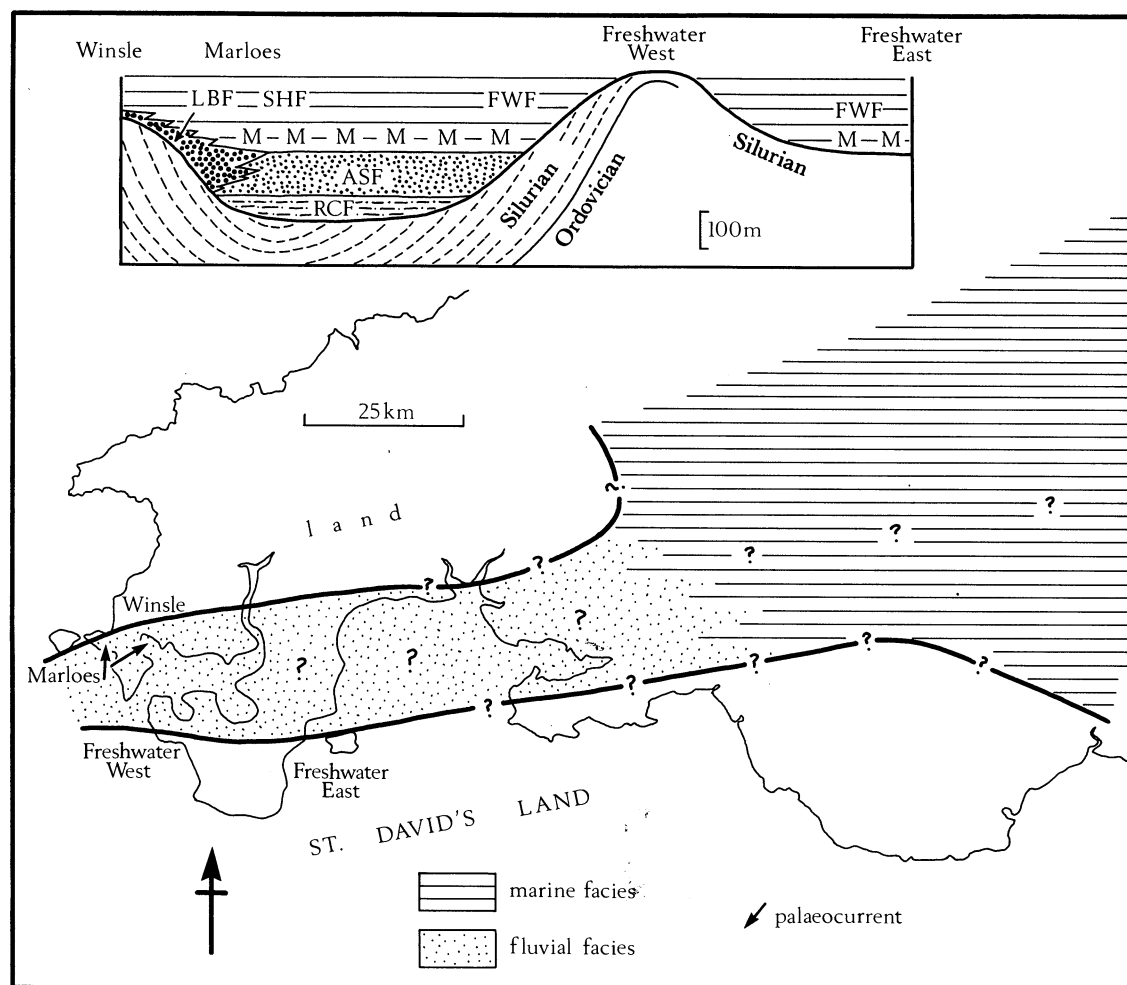 Winsle
Marloes
Freshwater
West
Freshwater
East
LBF SHF FWF
FWF
M – M – M – M – M – M
M – M
ASF
RCF
Silurian
Ordovician
Silurian
100m
25km
land
?
?
?
?
?
?
Winsle
?
?
?
?
?
?
?
?
Marloes
Freshwater
West
Freshwater
East
ST. DAVID'S LAND
marine facies
palaeocurrent
fluvial facies